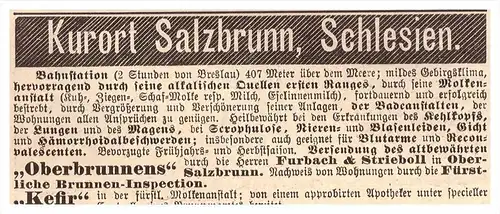 Kurort Salzbrunn, Schlesien.
Bahnstation (2 Stunden von Breslau) 407 Meter über dem Meere; mildes Gebirgsklima,
hervorragend durch seine alkalischen Quellen ersten Ranges, durch seine Molken-
anstalt (Kuh-, Ziegen-, Schaf-Molke resp. Milch, Eselinnenmilch), fortdauernd und erfolgreich
bestrebt, durch Vergrößerung und Verschönerung seiner Anlagen, der Badeanstalten, der
Wohnungen allen Ansprüchen zu genügen. Heilbewährt bei den Erkrankungen des Kehlkopfs,
der Lungen und des Magens, bei Scrophulose, Nieren- und Blasenleiden, Gicht
und Hämorrhoidalbeschwerden; insbesondere auch geeignet für Blutarme und Recon-
valescenten. Bevorzugte Frühjahrs- und Herbstsaison. Versendung des altbewährten
„Oberbrunnens“ durch die Herren Furbach & Strieboll in Ober-
Salzbrunn. Nachweis von Wohnungen durch die Fürst-
liche Brunnen-Inspection.
„Kefir“ in der fürstl. Molkenanstalt; von einem approbirten Apotheker unter specieller